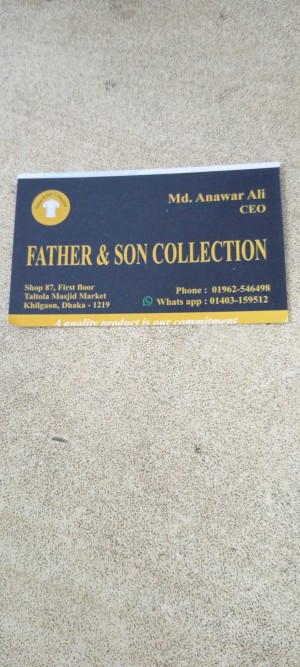 Md. Anawar Ali
CEO
FATHER & SON COLLECTION
Shop 87, First floor
Taltola Masjid Market
Khilgaon, Dhaka - 1219
Phone : 01962-546498
Whats app : 01403-159512
A quality product is our commitment